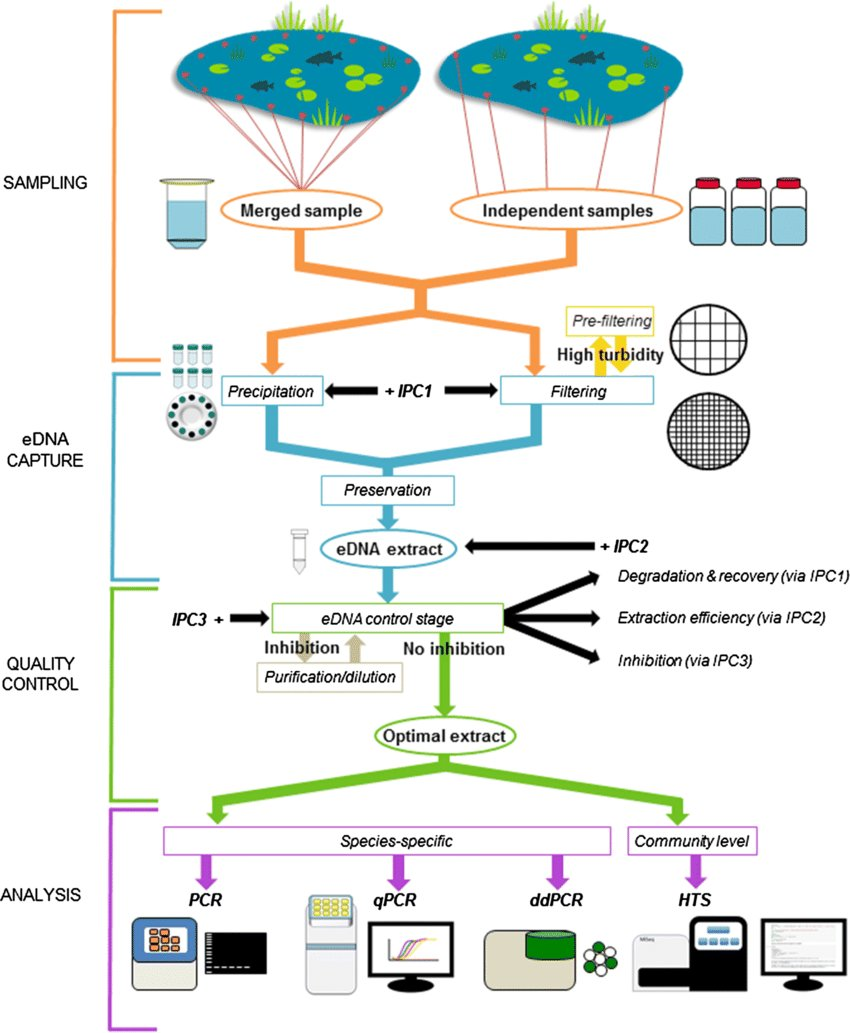 SAMPLING
Merged sample
Independent samples
Pre-filtering
High turbidity
Precipitation
+ IPC1
Filtering
eDNA
CAPTURE
Preservation
eDNA extract
+ IPC2
Degradation & recovery (via IPC1)
IPC3 +
eDNA control stage
Extraction efficiency (via IPC2)
Inhibition
No inhibition
Inhibition (via IPC3)
QUALITY
CONTROL
Purification/dilution
Optimal extract
Species-specific
Community level
ANALYSIS
PCR
qPCR
ddPCR
HTS